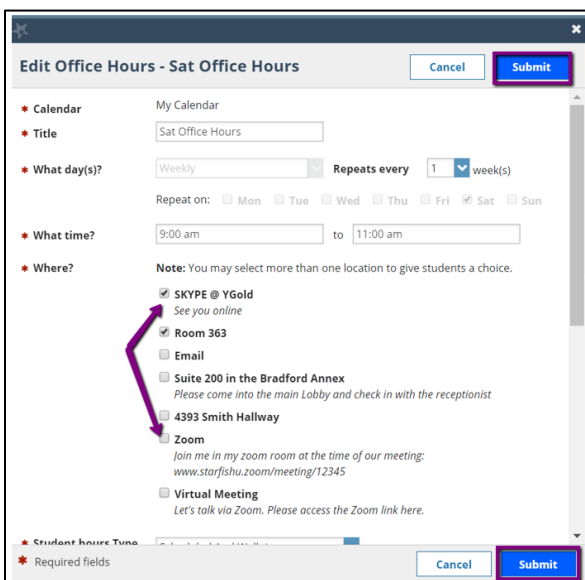 Edit Office Hours - Sat Office Hours
Cancel
Submit
* Calendar
My Calendar
* Title
Sat Office Hours
* What day(s)?
Weekly
Repeats every
1
week(s)
Repeat on: Mon Tue Wed Thu Fri Sat Sun
* What time?
9:00 am
to
11:00 am
* Where?
Note: You may select more than one location to give students a choice.
SKYPE @ YGold
See you online
Room 363
Email
Suite 200 in the Bradford Annex
Please come into the main Lobby and check in with the receptionist
4393 Smith Hallway
Zoom
Join me in my zoom room at the time of our meeting:
www.starfishu.zoom/meeting/12345
Virtual Meeting
Let's talk via Zoom. Please access the Zoom link here.
* Student hours Type
* Required fields
Cancel
Submit